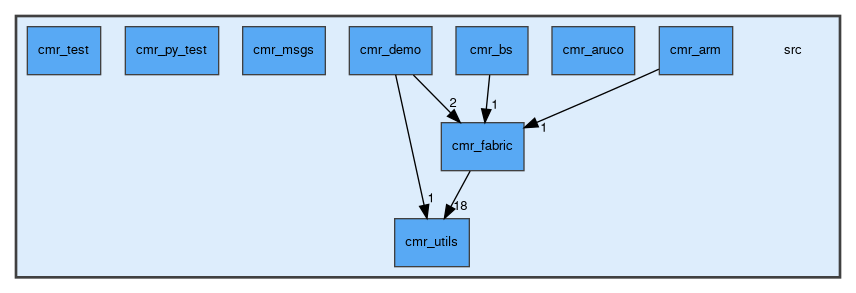 cmr_test
cmr_py_test
cmr_msgs
cmr_demo
cmr_bs
cmr_aruco
cmr_arm
src
2
1
1
cmr_fabric
1
18
cmr_utils